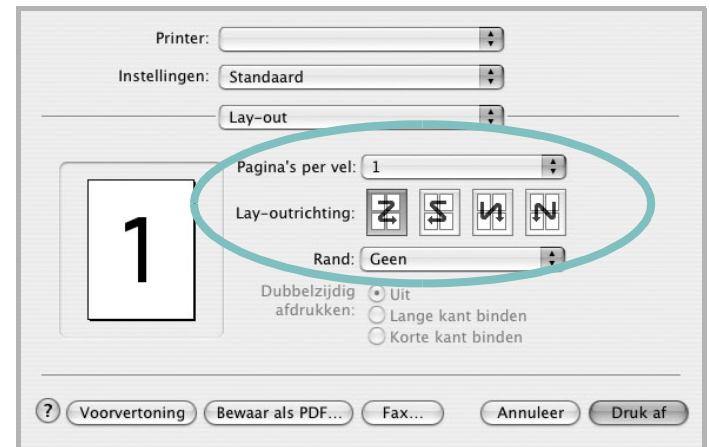 Printer:
Instellingen: Standaard
Lay-out
Pagina's per vel: 1
Lay-outrichting:
Rand: Geen
1
Dubbelzijdig afdrukken: Uit
Lange kant binden
Korte kant binden
? Voorvertoning Bewaar als PDF... Fax... Annuleer Druk af